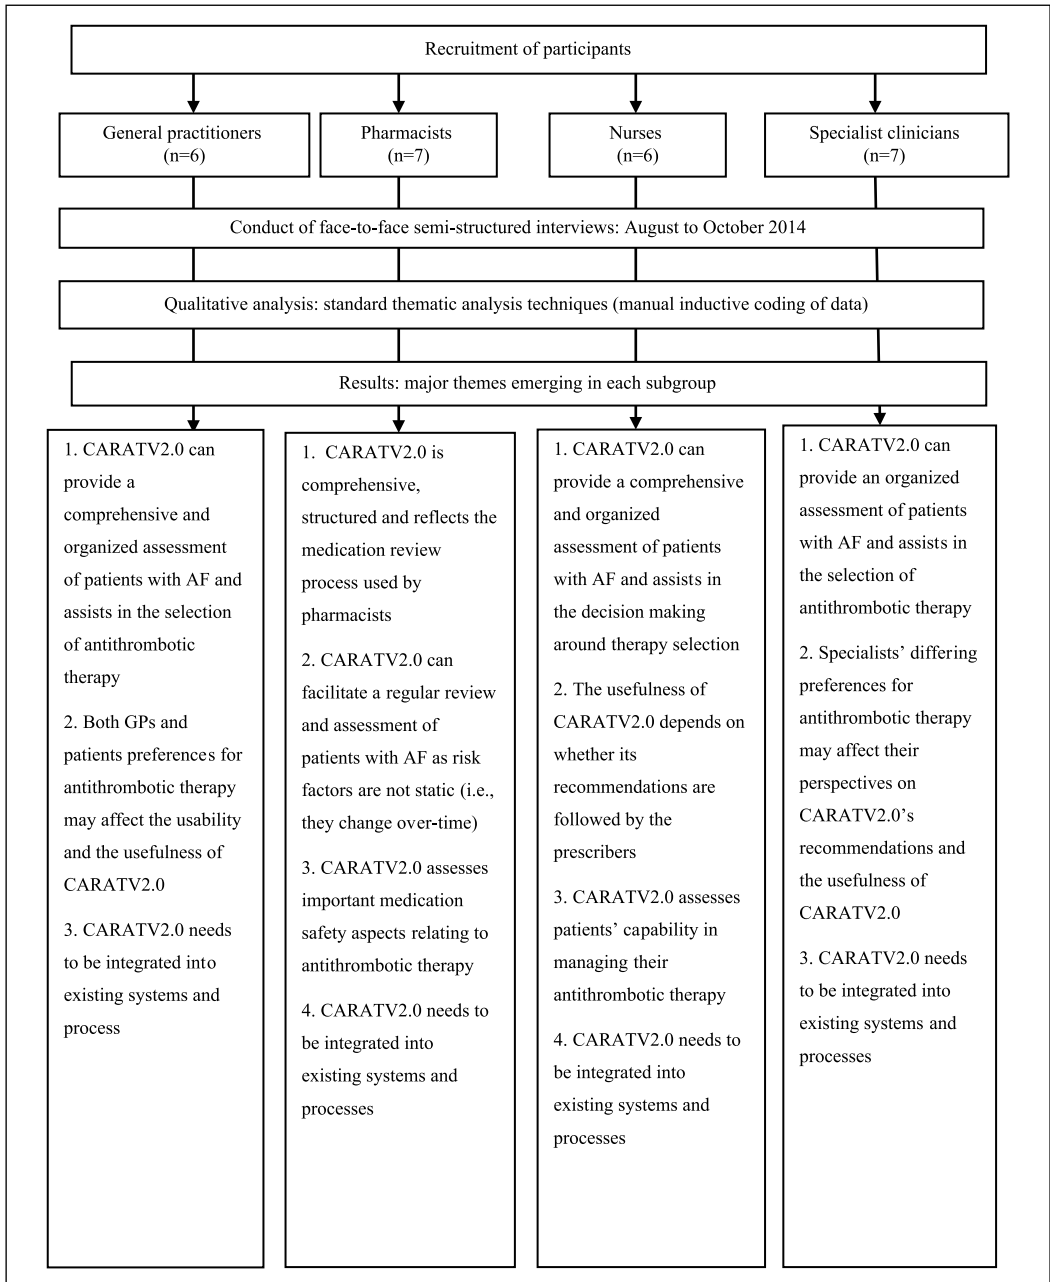 Recruitment of participants
General practitioners
(n=6)
Pharmacists
(n=7)
Nurses
(n=6)
Specialist clinicians
(n=7)
Conduct of face-to-face semi-structured interviews: August to October 2014
Qualitative analysis: standard thematic analysis techniques (manual inductive coding of data)
Results: major themes emerging in each subgroup
1. CARATV2.0 can
provide a
comprehensive and
organized assessment
of patients with AF and
assists in the selection
of antithrombotic
therapy
2. Both GPs and
patients preferences for
antithrombotic therapy
may affect the usability
and the usefulness of
CARATV2.0
3. CARATV2.0 needs
to be integrated into
existing systems and
process
1. CARATV2.0 is
comprehensive,
structured and reflects the
medication review
process used by
pharmacists
2. CARATV2.0 can
facilitate a regular review
and assessment of
patients with AF as risk
factors are not static (i.e.,
they change over-time)
3. CARATV2.0 assesses
important medication
safety aspects relating to
antithrombotic therapy
4. CARATV2.0 needs to
be integrated into
existing systems and
processes
1. CARATV2.0 can
provide a comprehensive
and organized
assessment of patients
with AF and assists in
the decision making
around therapy selection
2. The usefulness of
CARATV2.0 depends on
whether its
recommendations are
followed by the
prescribers
3. CARATV2.0 assesses
patients’ capability in
managing their
antithrombotic therapy
4. CARATV2.0 needs to
be integrated into
existing systems and
processes
1. CARATV2.0 can
provide an organized
assessment of patients
with AF and assists in
the selection of
antithrombotic therapy
2. Specialists’ differing
preferences for
antithrombotic therapy
may affect their
perspectives on
CARATV2.0’s
recommendations and
the usefulness of
CARATV2.0
3. CARATV2.0 needs
to be integrated into
existing systems and
processes